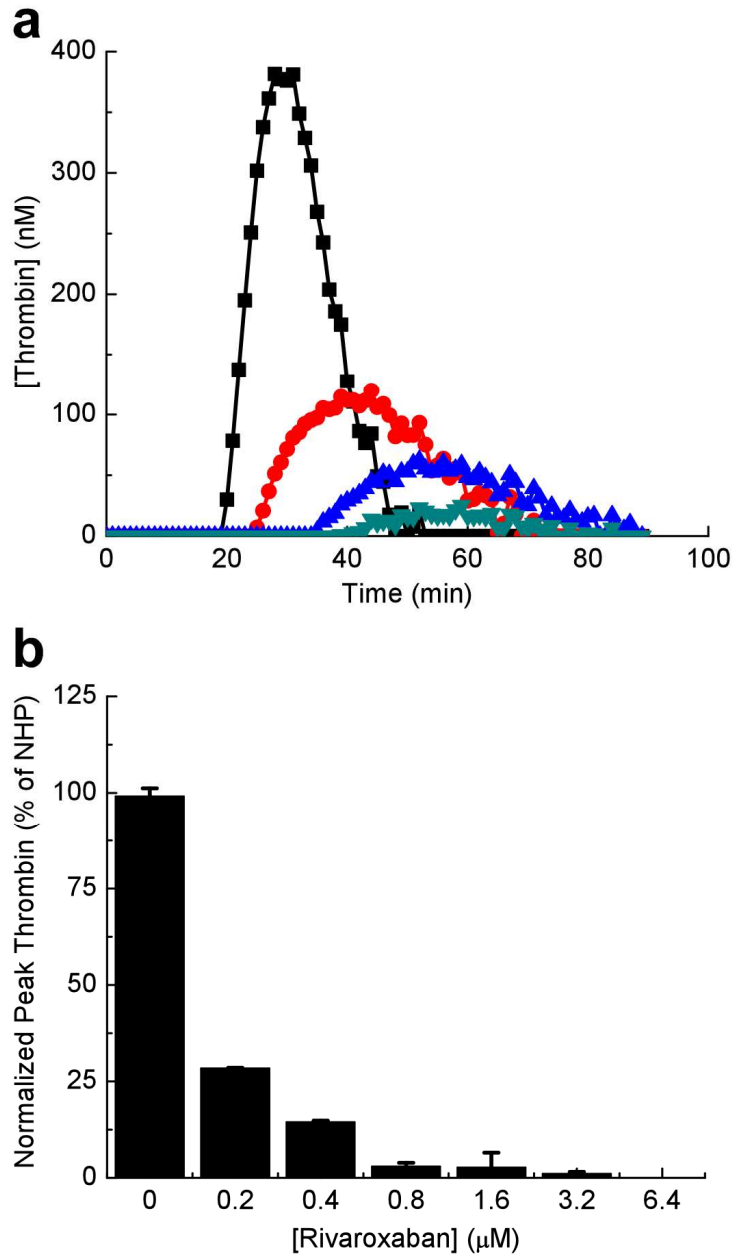 a
[Thrombin] (nM)
400
300
200
100
0
0 20 40 60 80 100
Time (min)
b
Normalized Peak Thrombin (% of NHP)
125
100
75
50
25
0
0 0.2 0.4 0.8 1.6 3.2 6.4
[Rivaroxaban] (μM)